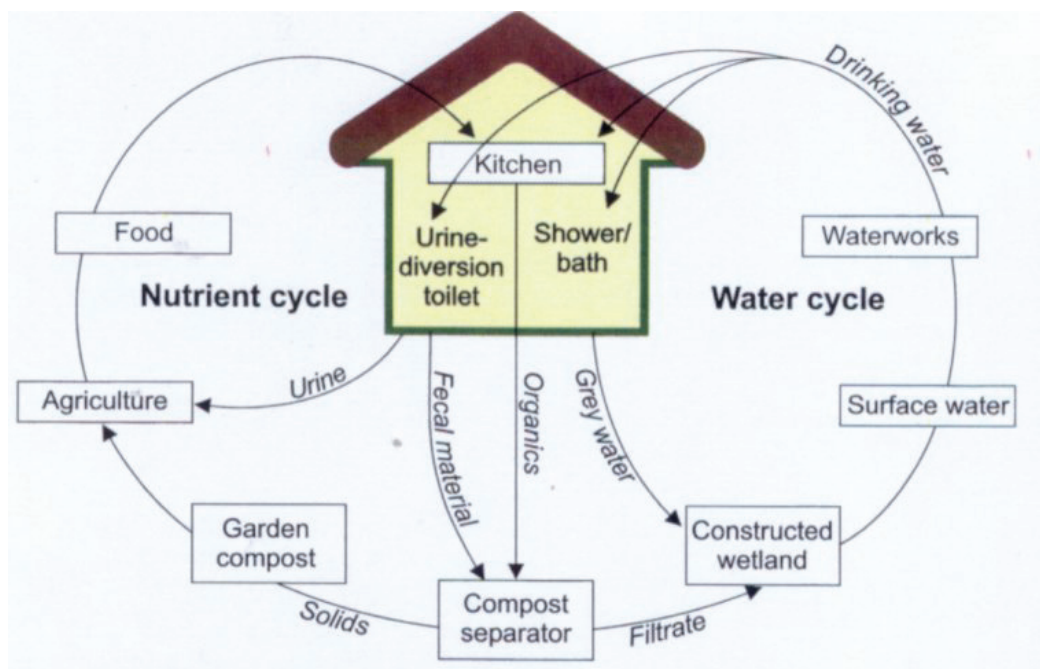 Drinking water
Kitchen
Food
Urine-
diversion
toilet
Shower/
bath
Waterworks
Nutrient cycle
Water cycle
Urine
Agriculture
Fecal material
Organics
Grey water
Surface water
Garden
compost
Constructed
wetland
Solids
Compost
separator
Filtrate